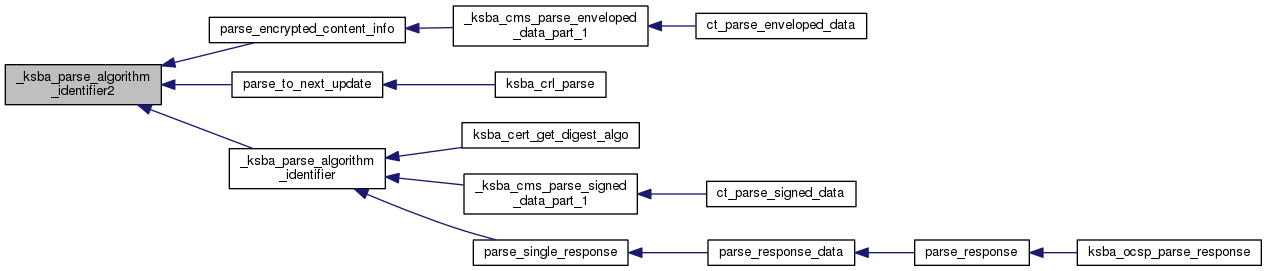 _ksba_parse_algorithm
_identifier2
parse_encrypted_content_info
_ksba_cms_parse_enveloped
_data_part_1
ct_parse_enveloped_data
parse_to_next_update
ksba_crl_parse
_ksba_parse_algorithm
_identifier
ksba_cert_get_digest_algo
_ksba_cms_parse_signed
_data_part_1
ct_parse_signed_data
parse_single_response
parse_response_data
parse_response
ksba_ocsp_parse_response